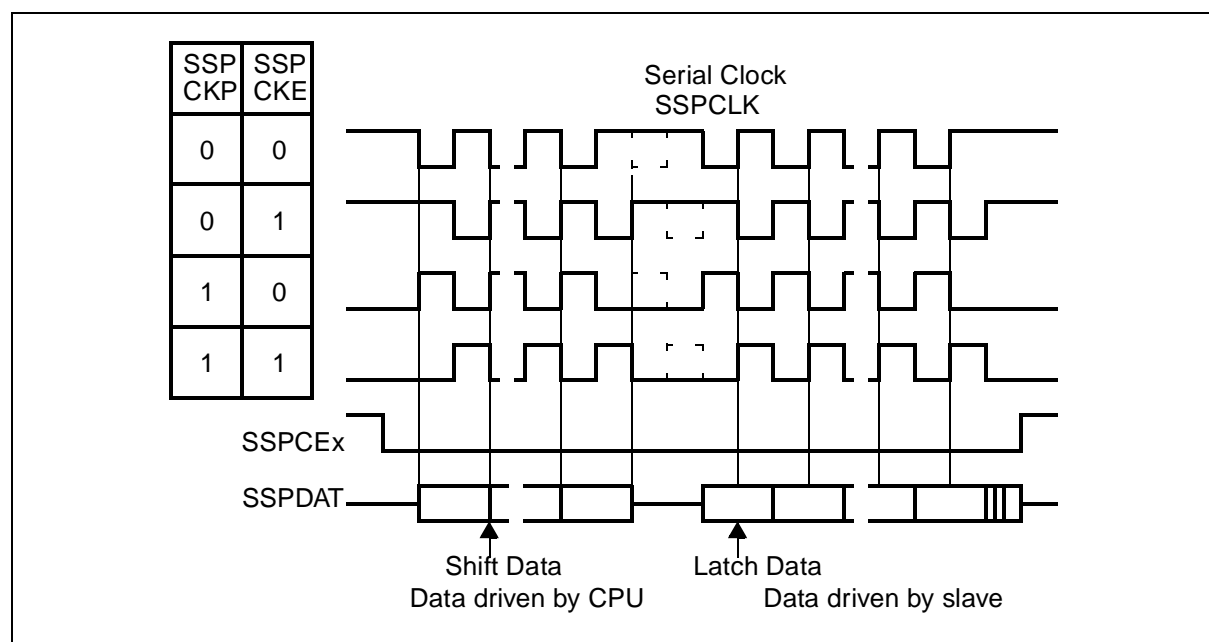 SSP SSP
CKP CKE
Serial Clock
SSPCLK
0 0
0 1
1 0
1 1
SSPCEx
SSPDAT
Shift Data Latch Data
Data driven by CPU Data driven by slave